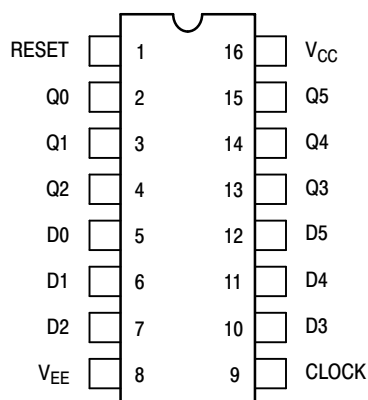 RESET 1 16 VCC
Q0 2 15 Q5
Q1 3 14 Q4
Q2 4 13 Q3
D0 5 12 D5
D1 6 11 D4
D2 7 10 D3
VEE 8 9 CLOCK